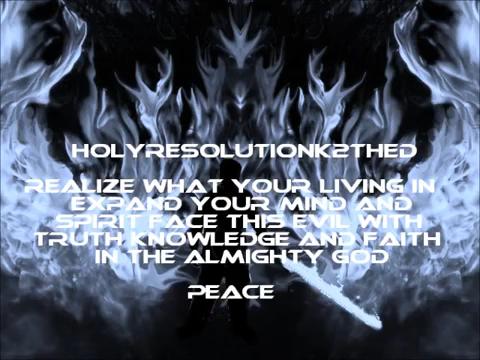 HOLYRESOLUTIONK2THED
REALIZE WHAT YOUR LIVING IN
EXPAND YOUR MIND AND
SPIRIT FACE THIS EVIL WITH
TRUTH KNOWLEDGE AND FAITH
IN THE ALMIGHTY GOD
PEACE